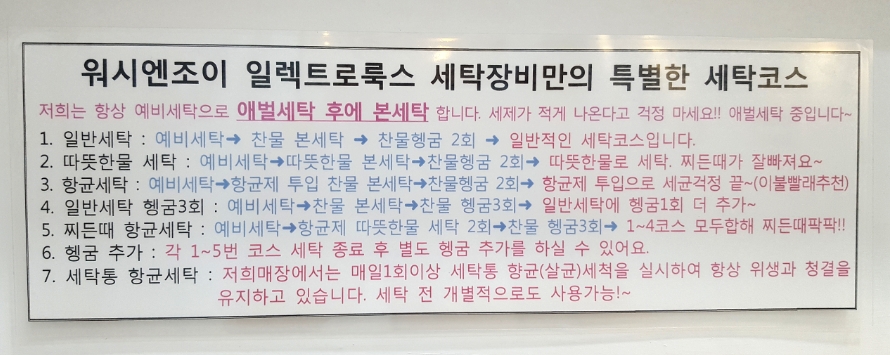 워시엔조이 일렉트로룩스 세탁장비만의 특별한 세탁코스
저희는 항상 예비세탁으로 애벌세탁 후에 본세탁 합니다. 세제가 적게 나온다고 걱정 마세요!! 애벌세탁 중입니다~
1. 일반세탁 : 예비세탁➜ 찬물 본세탁 ➜ 찬물헹굼 2회 ➜ 일반적인 세탁코스입니다.
2. 따뜻한물 세탁 : 예비세탁➜따뜻한물 본세탁➜찬물헹굼 2회➜ 따뜻한물로 세탁. 찌든때가 잘빠져요~
3. 항균세탁 : 예비세탁➜항균제 투입 찬물 본세탁➜찬물헹굼 2회➜ 항균제 투입으로 세균걱정 끝~(이불빨래추천)
4. 일반세탁 헹굼3회 : 예비세탁➜찬물 본세탁➜찬물 헹굼3회➜ 일반세탁에 헹굼1회 더 추가~
5. 찌든때 항균세탁 : 예비세탁➜항균제 따뜻한물 세탁 2회➜찬물 헹굼3회➜ 1~4코스 모두합해 찌든때팍팍!!
6. 헹굼 추가 : 각 1~5번 코스 세탁 종료 후 별도 헹굼 추가를 하실 수 있어요.
7. 세탁통 항균세탁 : 저희매장에서는 매일1회이상 세탁통 항균(살균)세척을 실시하여 항상 위생과 청결을
유지하고 있습니다. 세탁 전 개별적으로도 사용가능!~